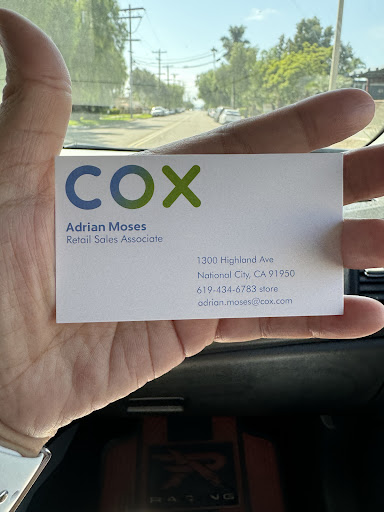 COX
Adrian Moses
Retail Sales Associate
1300 Highland Ave
National City, CA 91950
619-434-6783 store
adrian.moses@cox.com
R
RACING